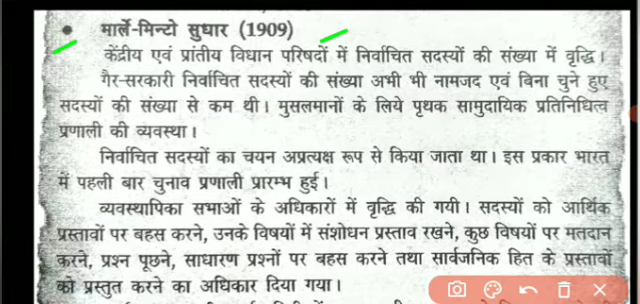 • मार्ले-मिन्टो सुधार (1909)
केंद्रीय एवं प्रांतीय विधान परिषदों में निर्वाचित सदस्यों की संख्या में वृद्धि।
गैर-सरकारी निर्वाचित सदस्यों की संख्या अभी भी नामजद एवं बिना चुने हुए
सदस्यों की संख्या से कम थी। मुसलमानों के लिये पृथक सामुदायिक प्रतिनिधित्व
प्रणाली की व्यवस्था।
निर्वाचित सदस्यों का चयन अप्रत्यक्ष रूप से किया जाता था। इस प्रकार भारत
में पहली बार चुनाव प्रणाली प्रारम्भ हुई।
व्यवस्थापिका सभाओं के अधिकारों में वृद्धि की गयी। सदस्यों को आर्थिक
प्रस्तावों पर बहस करने, उनके विषयों में संशोधन प्रस्ताव रखने, कुछ विषयों पर मतदान
करने, प्रश्न पूछने, साधारण प्रश्नों पर बहस करने तथा सार्वजनिक हित के प्रस्तावों
को प्रस्तुत करने का अधिकार दिया गया।